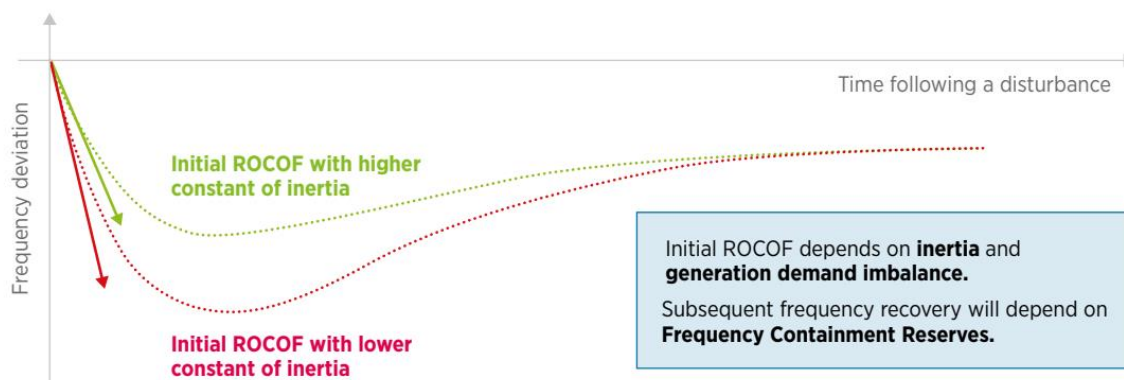 Time following a disturbance
Frequency deviation
Initial ROCOF with higher
constant of inertia
Initial ROCOF depends on inertia and
generation demand imbalance.
Subsequent frequency recovery will depend on
Frequency Containment Reserves.
Initial ROCOF with lower
constant of inertia